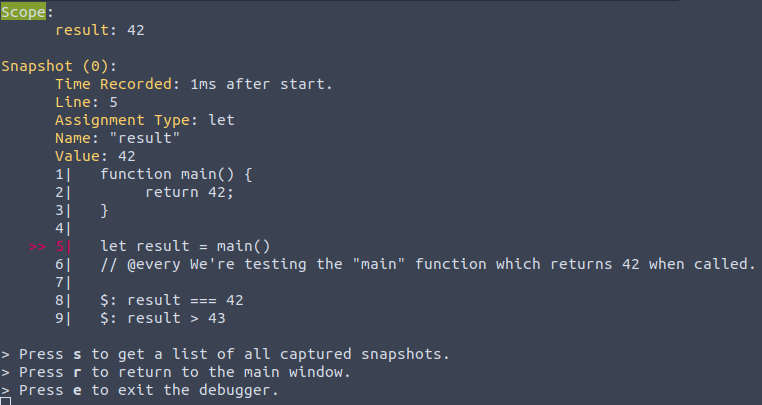 Scope:
result: 42
Snapshot (0):
Time Recorded: 1ms after start.
Line: 5
Assignment Type: let
Name: "result"
Value: 42
1|   function main() {
2|        return 42;
3|   }
4|
>> 5|   let result = main()
6|   // @every We're testing the "main" function which returns 42 when called.
7|
8|   $: result === 42
9|   $: result > 43
> Press s to get a list of all captured snapshots.
> Press r to return to the main window.
> Press e to exit the debugger.